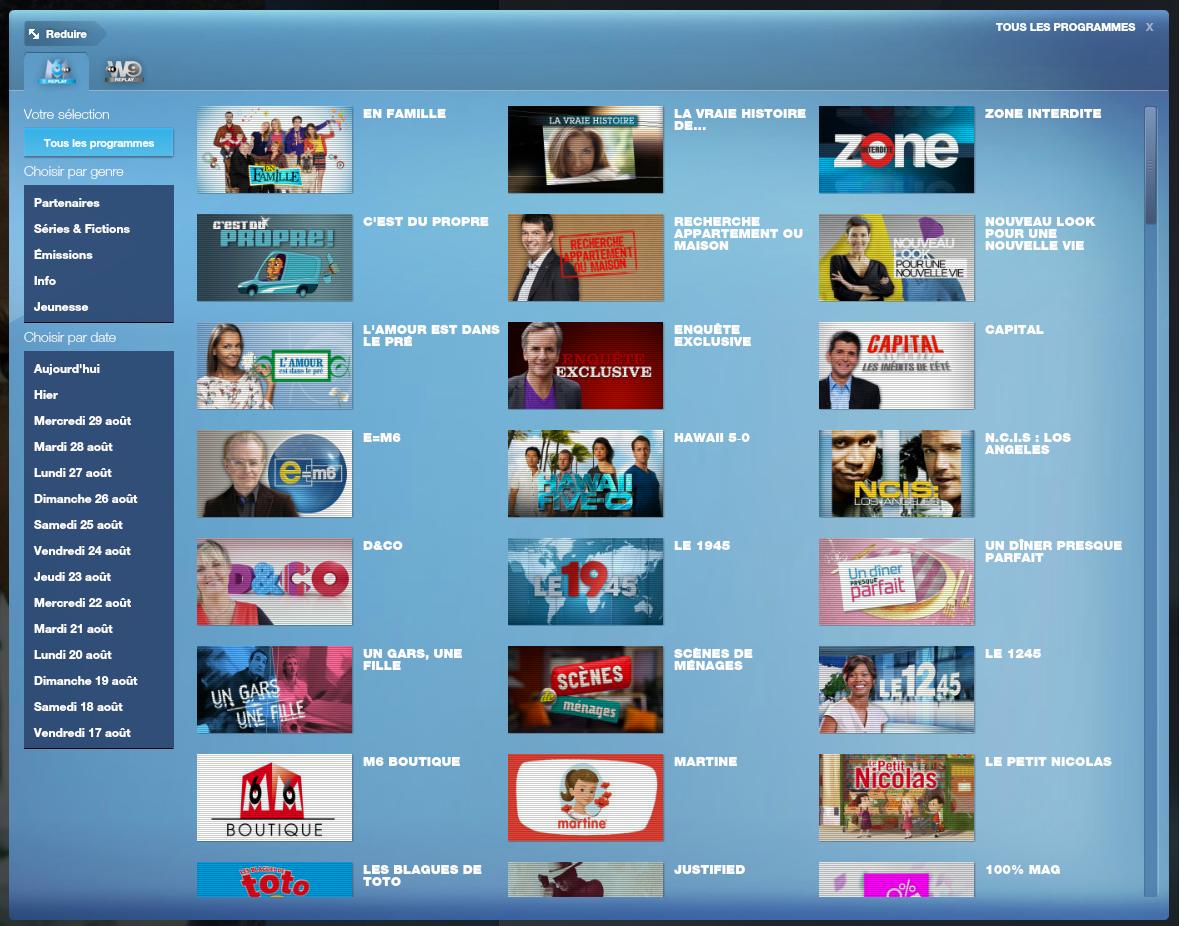 Reduire
TOUS LES PROGRAMMES X
M6 REPLAY
W9 REPLAY
Votre sélection
Tous les programmes
Choisir par genre
Partenaires
Séries & Fictions
Émissions
Info
Jeunesse
Choisir par date
Aujourd'hui
Hier
Mercredi 29 août
Mardi 28 août
Lundi 27 août
Dimanche 26 août
Samedi 25 août
Vendredi 24 août
Jeudi 23 août
Mercredi 22 août
Mardi 21 août
Lundi 20 août
Dimanche 19 août
Samedi 18 août
Vendredi 17 août
EN FAMILLE
EN FAMILLE
LA VRAIE HISTOIRE
LA VRAIE HISTOIRE
DE...
ZONE
INTERDITE
ZONE INTERDITE
C'EST DU
PROPRE!
C'EST DU PROPRE
RECHERCHE
APPARTEMENT
OU MAISON
RECHERCHE
APPARTEMENT OU
MAISON
NOUVEAU
LOOK
POUR UNE
NOUVELLE VIE
NOUVEAU LOOK
POUR UNE
NOUVELLE VIE
L'AMOUR
est dans le pré
L'AMOUR EST DANS
LE PRÉ
ENQUÊTE
EXCLUSIVE
ENQUÊTE
EXCLUSIVE
CAPITAL
LES INÉDITS DE L'ÉTÉ
CAPITAL
e=m6
E=M6
HAWAII
FIVE-0
HAWAII 5-0
NCIS:
LOS ANGELES
N.C.I.S : LOS
ANGELES
D&CO
D&CO
LE 1945
LE 1945
Un dîner
PRESQUE
parfait
UN DÎNER PRESQUE
PARFAIT
UN GARS
UNE FILLE
UN GARS, UNE
FILLE
SCÈNES
de
ménages
SCÈNES DE
MÉNAGES
LE 1245
LE 1245
M6
BOUTIQUE
M6 BOUTIQUE
martine
MARTINE
Le Petit
Nicolas
LE PETIT NICOLAS
LES BLAGUES DE
toto
LES BLAGUES DE
TOTO
JUSTIFIED
%
100% MAG